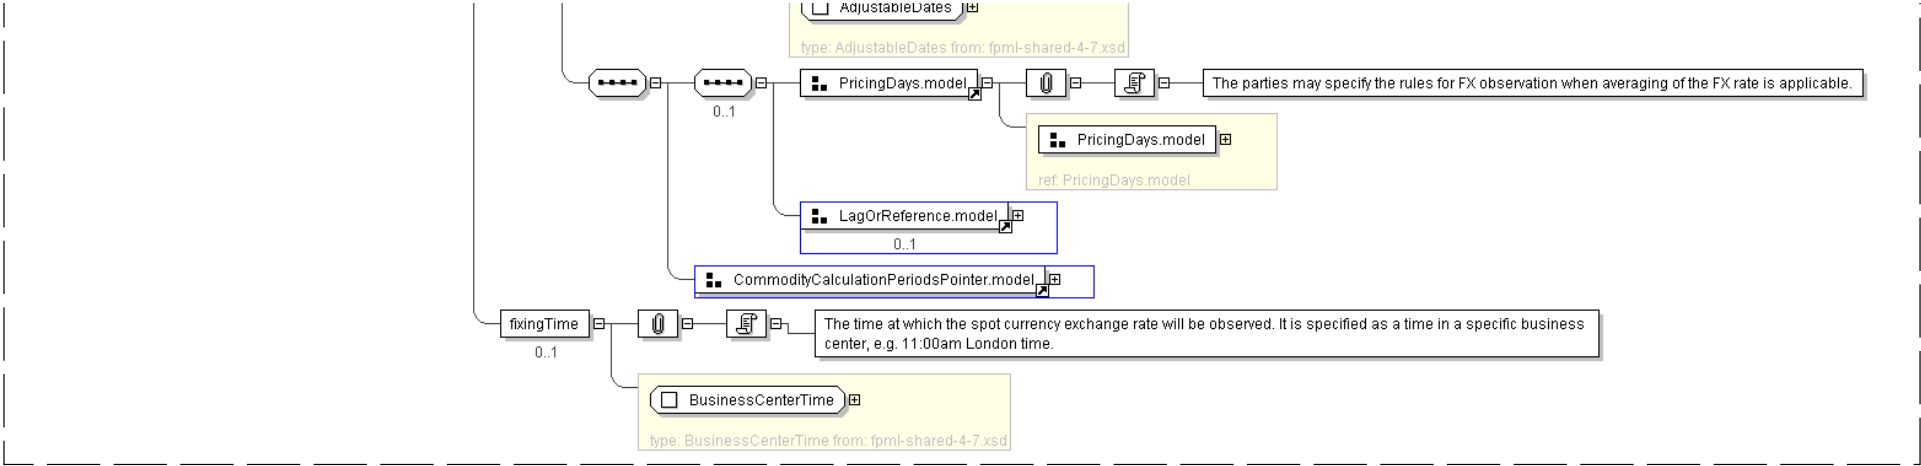 AdjustableDates
type: AdjustableDates from: fpml-shared-4-7.xsd
PricingDays.model
The parties may specify the rules for FX observation when averaging of the FX rate is applicable.
0..1
PricingDays.model
ref: PricingDays.model
LagOrReference.model
0..1
CommodityCalculationPeriodsPointer.model
fixingTime
The time at which the spot currency exchange rate will be observed. It is specified as a time in a specific business
center, e.g. 11:00am London time.
0..1
BusinessCenterTime
type: BusinessCenterTime from: fpml-shared-4-7.xsd